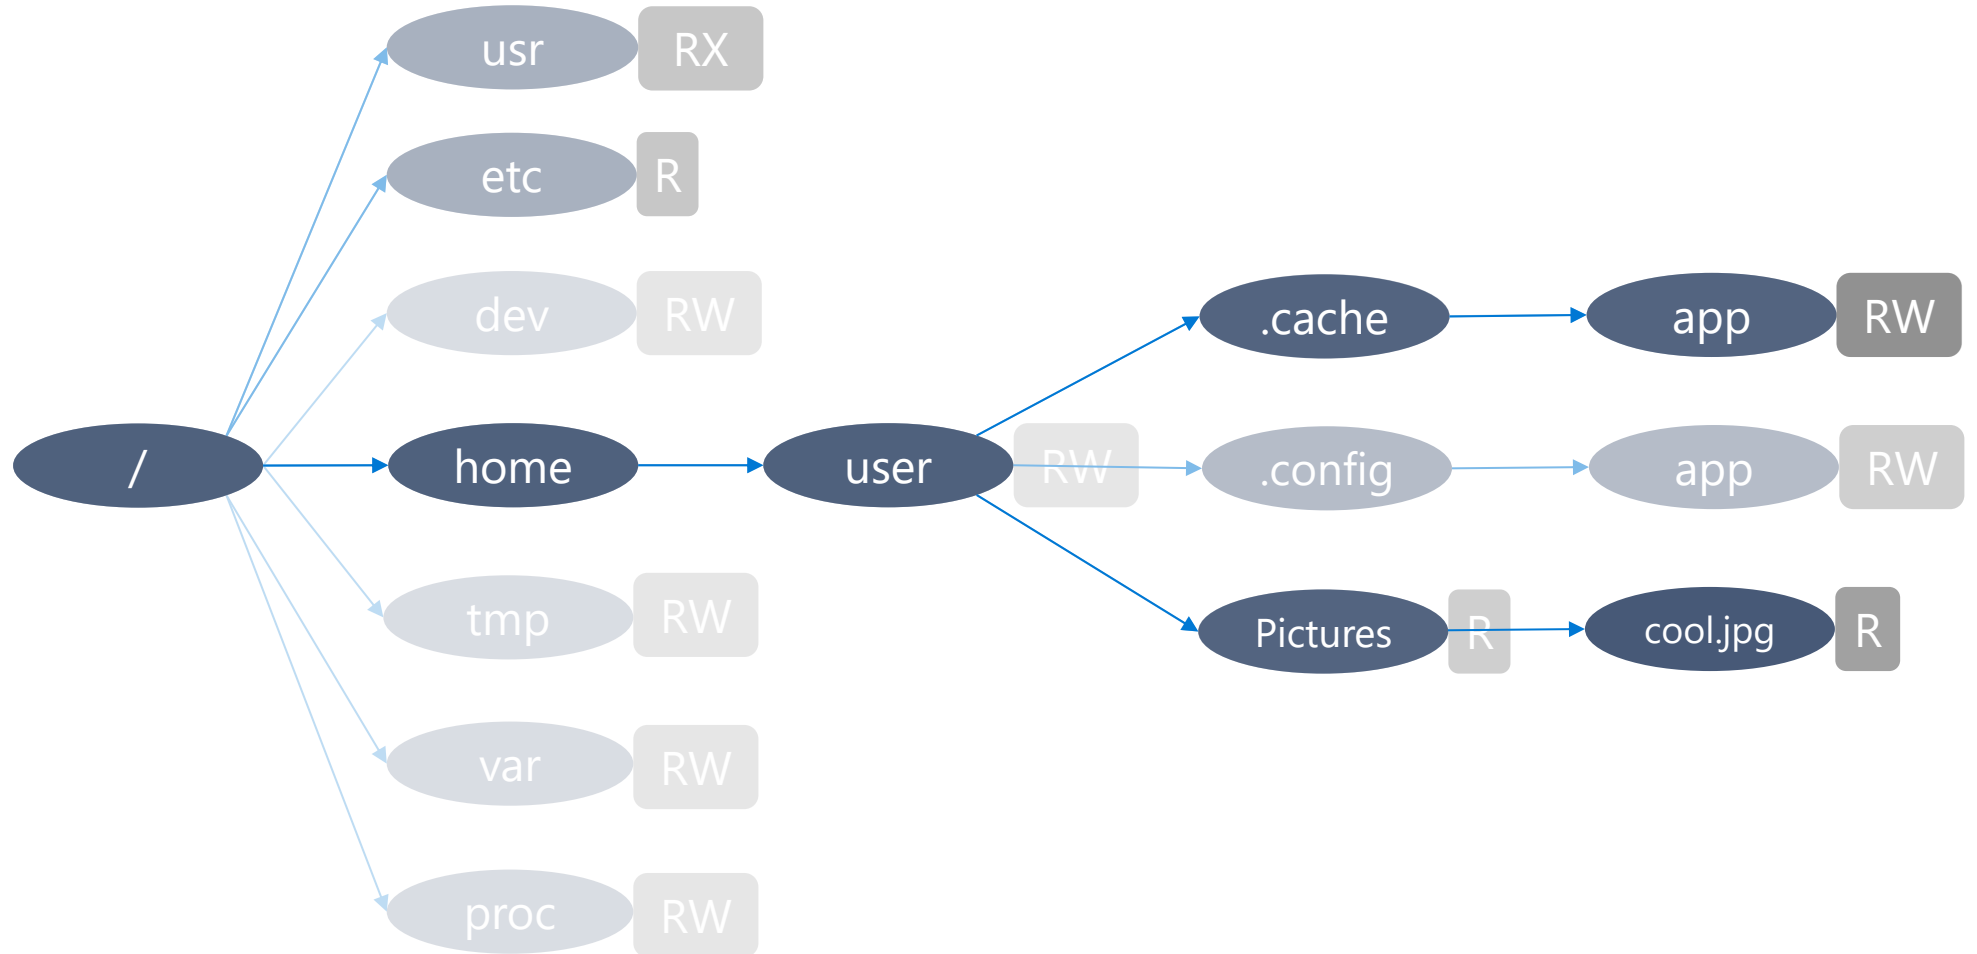 usr RX
etc R
dev RW
.cache app RW
/ home user RW .config app RW
tmp RW
Pictures R cool.jpg R
var RW
proc RW